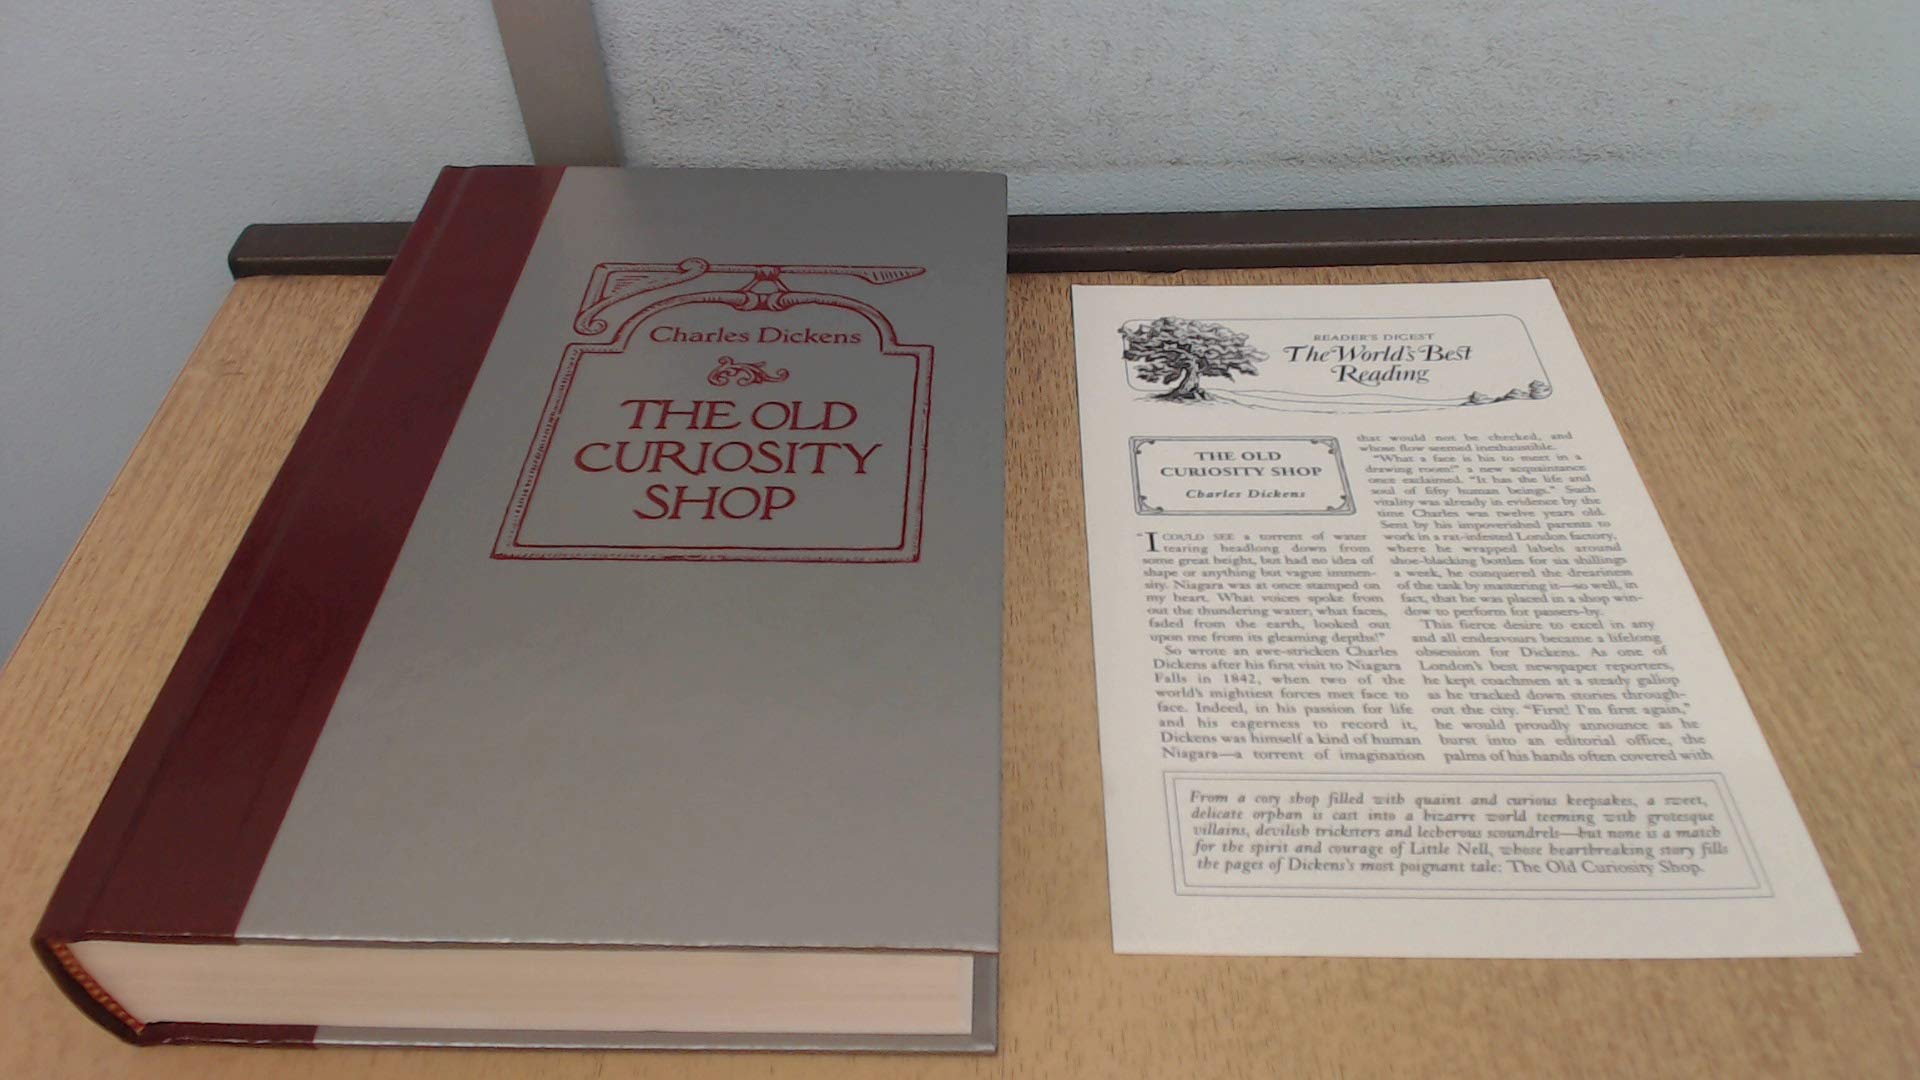 Charles Dickens
THE OLD
CURIOSITY
SHOP
READER'S DIGEST
The World's Best
Reading
THE OLD
CURIOSITY SHOP
Charles Dickens
"I COULD SEE a torrent of water
tearing headlong down from
some great height, but had no idea of
shape or anything but vague immen-
sity. Niagara was at once stamped on
my heart. What voices spoke from
out the thundering water; what faces,
faded from the earth, looked out
upon me from its gleaming depths!"
So wrote an awe-stricken Charles
Dickens after his first visit to Niagara
Falls in 1842, when two of the
world's mightiest forces met face to
face. Indeed, in his passion for life
and his eagerness to record it,
Dickens was himself a kind of human
Niagara—a torrent of imagination
that would not be checked, and
whose flow seemed inexhaustible.
"What a face is his to meet in a
drawing room!" a new acquaintance
once exclaimed. "It has the life and
soul of fifty human beings." Such
vitality was already in evidence by the
time Charles was twelve years old.
Sent by his impoverished parents to
work in a rat-infested London factory,
where he wrapped labels around
shoe-blacking bottles for six shillings
a week, he conquered the dreariness
of the task by mastering it—so well, in
fact, that he was placed in a shop win-
dow to perform for passers-by.
This fierce desire to excel in any
and all endeavours became a lifelong
obsession for Dickens. As one of
London's best newspaper reporters,
he kept coachmen at a steady gallop
as he tracked down stories through-
out the city. "First! I'm first again,"
he would proudly announce as he
burst into an editorial office, the
palms of his hands often covered with
From a cozy shop filled with quaint and curious keepsakes, a sweet,
delicate orphan is cast into a bizarre world teeming with grotesque
villains, devilish tricksters and lecherous scoundrels—but none is a match
for the spirit and courage of Little Nell, whose heartbreaking story fills
the pages of Dickens's most poignant tale: The Old Curiosity Shop.